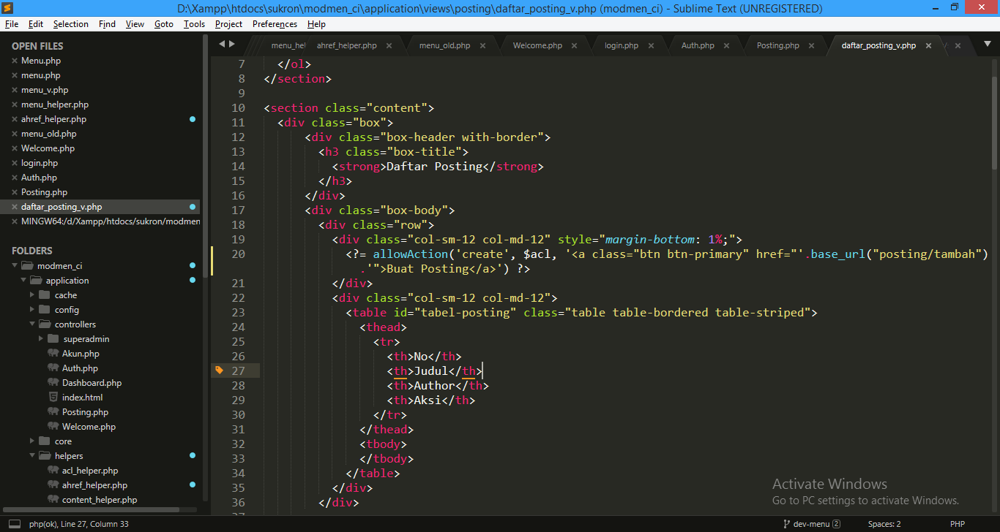 D:\Xampp\htdocs\sukron\modmen_ci\application\views\posting\daftar_posting_v.php (modmen_ci) - Sublime Text (UNREGISTERED)
File Edit Selection Find View Goto Tools Project Preferences Help
OPEN FILES
Menu.php
menu.php
menu_v.php
menu_helper.php
ahref_helper.php
menu_old.php
Welcome.php
login.php
Auth.php
Posting.php
daftar_posting_v.php
MINGW64:/d/Xampp/htdocs/sukron/modmen
FOLDERS
modmen_ci
application
cache
config
controllers
superadmin
Akun.php
Auth.php
Dashboard.php
index.html
Posting.php
Welcome.php
core
helpers
acl_helper.php
ahref_helper.php
content_helper.php
menu_hel ahref_helper.php menu_old.php Welcome.php login.php Auth.php Posting.php daftar_posting_v.php
7 </ol>
8 </section>
9
10 <section class="content">
11 <div class="box">
12 <div class="box-header with-border">
13 <h3 class="box-title">
14 <strong>Daftar Posting</strong>
15 </h3>
16 </div>
17 <div class="box-body">
18 <div class="row">
19 <div class="col-sm-12 col-md-12" style="margin-bottom: 1%;">
20 <?= allowAction('create', $acl, '<a class="btn btn-primary" href="'.base_url("posting/tambah")
.'">Buat Posting</a>') ?>
21 </div>
22 <div class="col-sm-12 col-md-12">
23 <table id="tabel-posting" class="table table-bordered table-striped">
24 <thead>
25 <tr>
26 <th>No</th>
27 <th>Judul</th>
28 <th>Author</th>
29 <th>Aksi</th>
30 </tr>
31 </thead>
32 <tbody>
33 </tbody>
34 </table>
35 </div>
36 </div>
Activate Windows
Go to PC settings to activate Windows.
php(ok), Line 27, Column 33 dev-menu 2 Spaces: 2 PHP